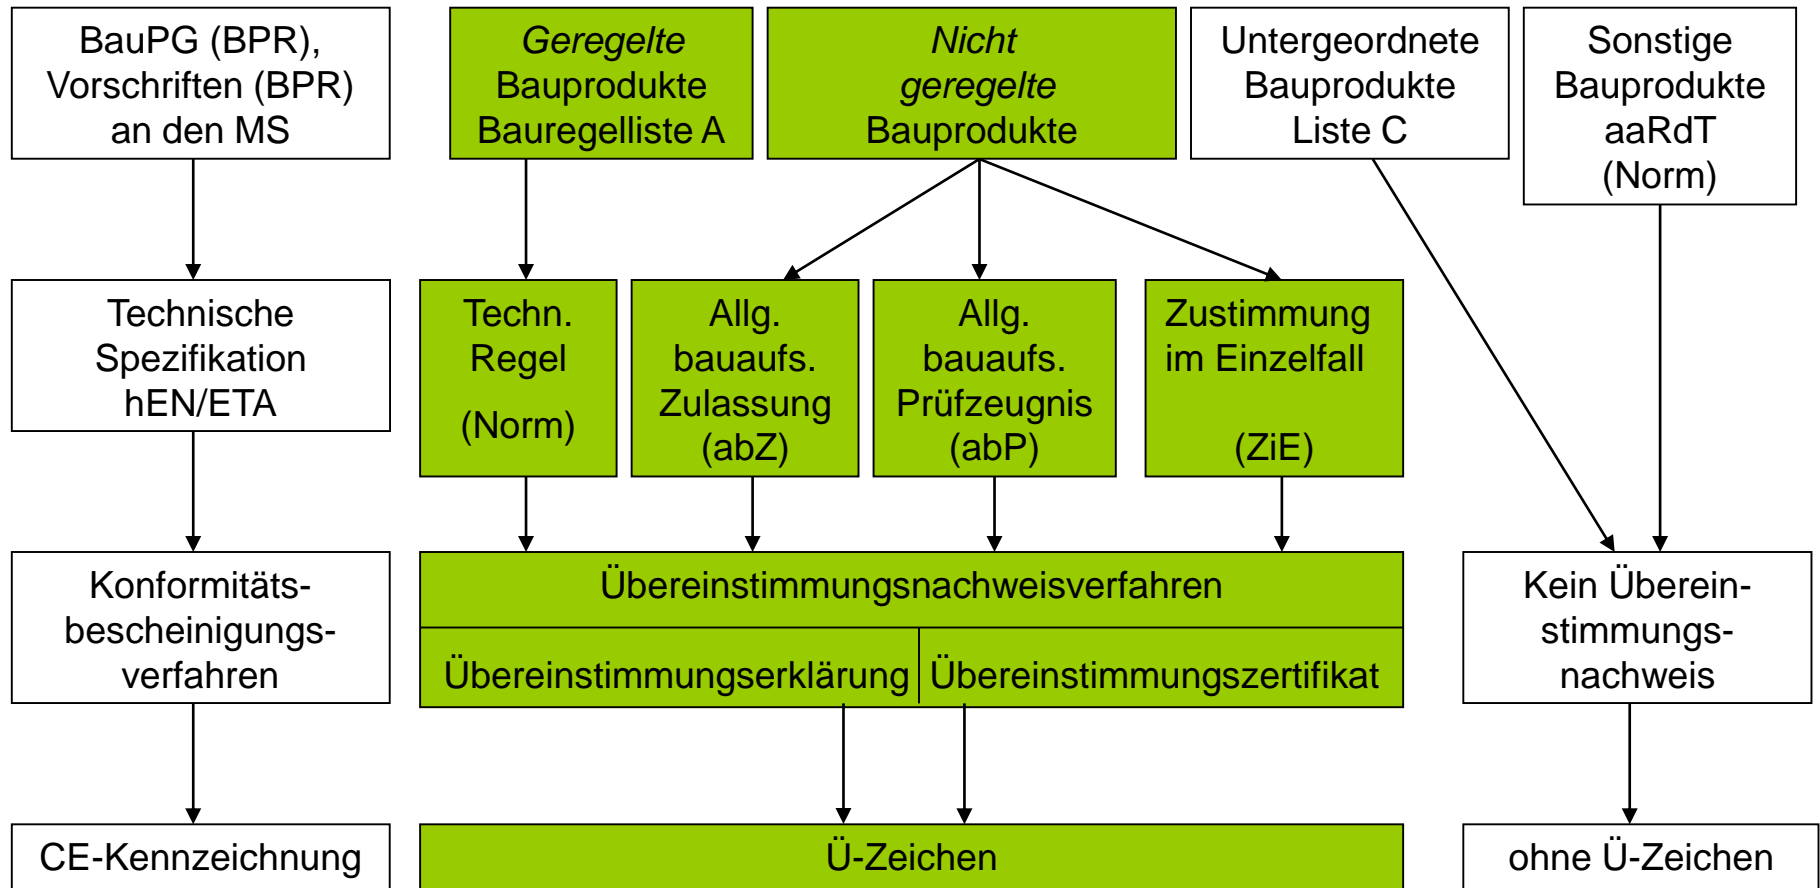 BauPG (BPR),
Vorschriften (BPR)
an den MS
Geregelte
Bauprodukte
Bauregelliste A
Nicht
geregelte
Bauprodukte
Untergeordnete
Bauprodukte
Liste C
Sonstige
Bauprodukte
aaRdT
(Norm)
Technische
Spezifikation
hEN/ETA
Techn.
Regel
(Norm)
Allg.
bauaufs.
Zulassung
(abZ)
Allg.
bauaufs.
Prüfzeugnis
(abP)
Zustimmung
im Einzelfall
(ZiE)
Konformitäts-
bescheinigungs-
verfahren
Übereinstimmungsnachweisverfahren
Übereinstimmungserklärung
Übereinstimmungszertifikat
Kein Überein-
stimmungs-
nachweis
CE-Kennzeichnung
Ü-Zeichen
ohne Ü-Zeichen